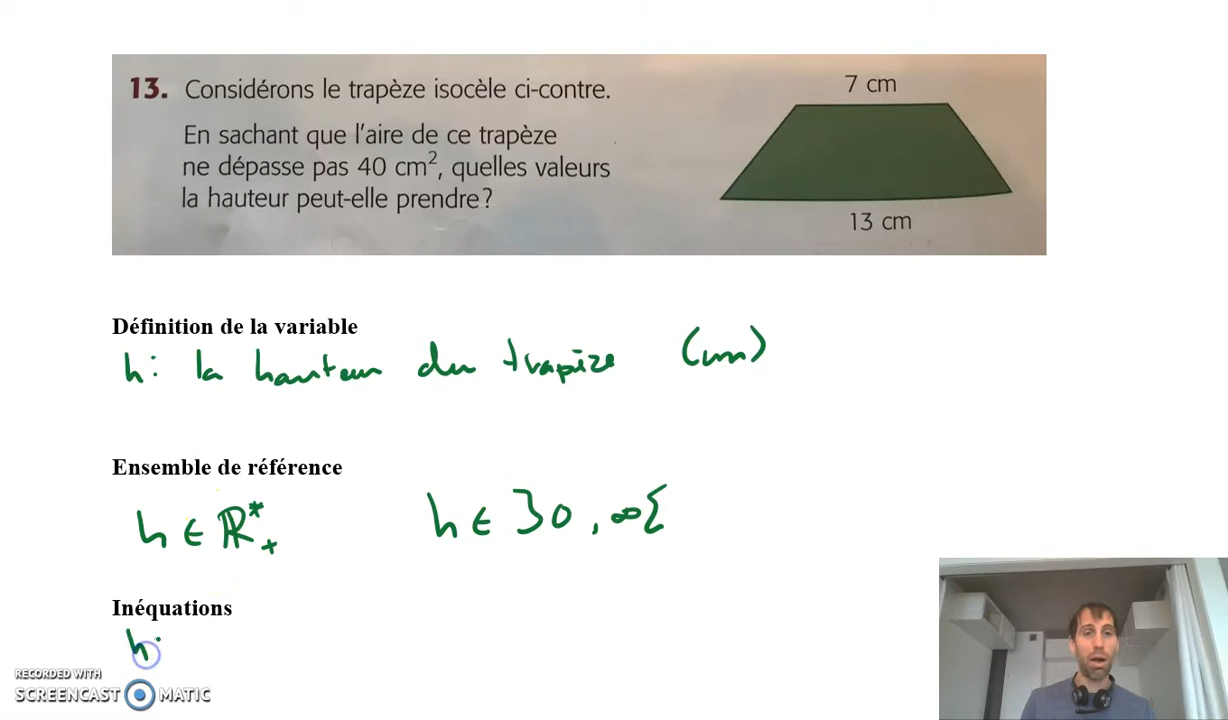 13. Considérons le trapèze isocèle ci-contre.
En sachant que l'aire de ce trapèze
ne dépasse pas 40 cm², quelles valeurs
la hauteur peut-elle prendre?
7 cm
13 cm
Définition de la variable
h: la hauteur du trapèze (cm)
Ensemble de référence
h ∈ ℝ*₊ h ∈ ]0, ∞[
Inéquations
h
RECORDED WITH
SCREENCAST MATIC